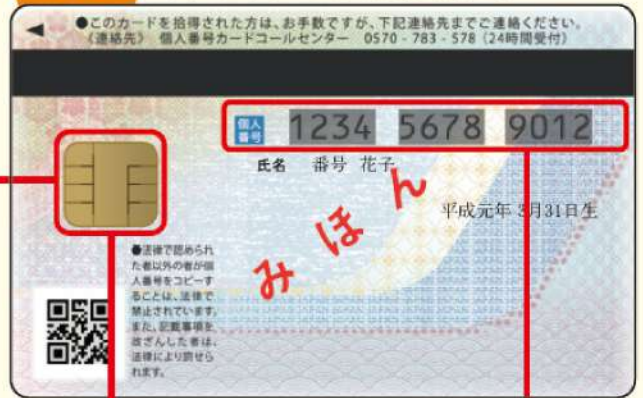 ●このカードを拾得された方は、お手数ですが、下記連絡先までご連絡ください。
《連絡先》 個人番号カードコールセンター 0570-783-578（24時間受付）
個人
番号
1234 5678 9012
氏名 番号 花子
平成元年 3月31日生
みほん
●法律で認められ
た者以外の者が個
人番号をコピーす
ることは、法律で
禁止されています。
また、記載事項を
改ざんした者は、
法律により罰せら
れます。